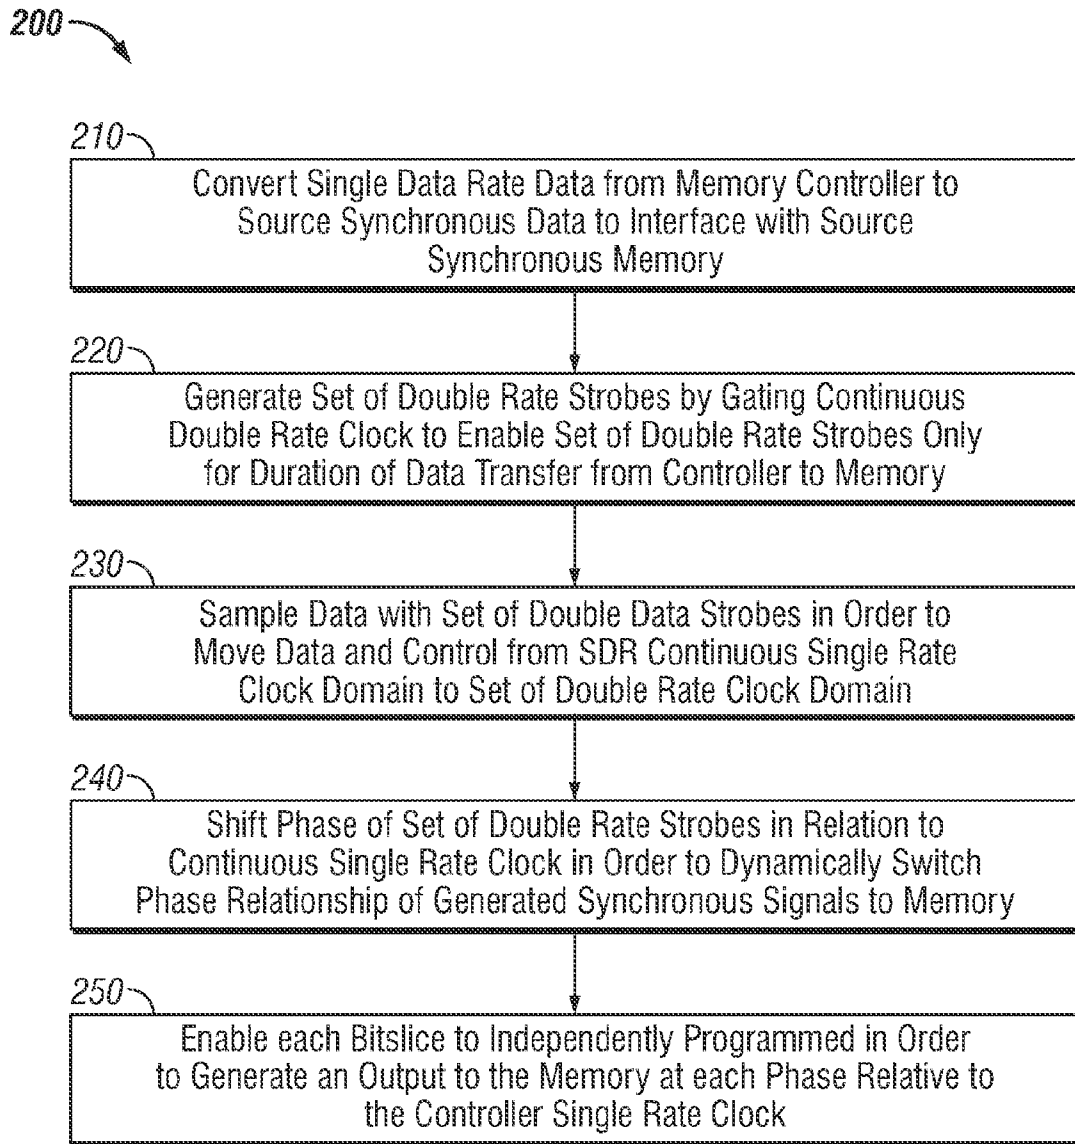 200
210
Convert Single Data Rate Data from Memory Controller to
Source Synchronous Data to Interface with Source
Synchronous Memory
220
Generate Set of Double Rate Strobes by Gating Continuous
Double Rate Clock to Enable Set of Double Rate Strobes Only
for Duration of Data Transfer from Controller to Memory
230
Sample Data with Set of Double Data Strobes in Order to
Move Data and Control from SDR Continuous Single Rate
Clock Domain to Set of Double Rate Clock Domain
240
Shift Phase of Set of Double Rate Strobes in Relation to
Continuous Single Rate Clock in Order to Dynamically Switch
Phase Relationship of Generated Synchronous Signals to Memory
250
Enable each Bitslice to Independently Programmed in Order
to Generate an Output to the Memory at each Phase Relative to
the Controller Single Rate Clock